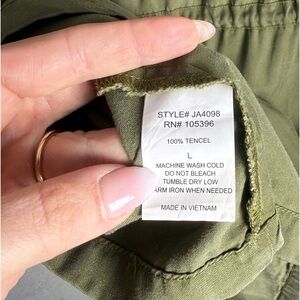 STYLE# JA4098
RN# 105396
100% TENCEL
L
MACHINE WASH COLD
DO NOT BLEACH
TUMBLE DRY LOW
ARM IRON WHEN NEEDED
MADE IN VIETNAM